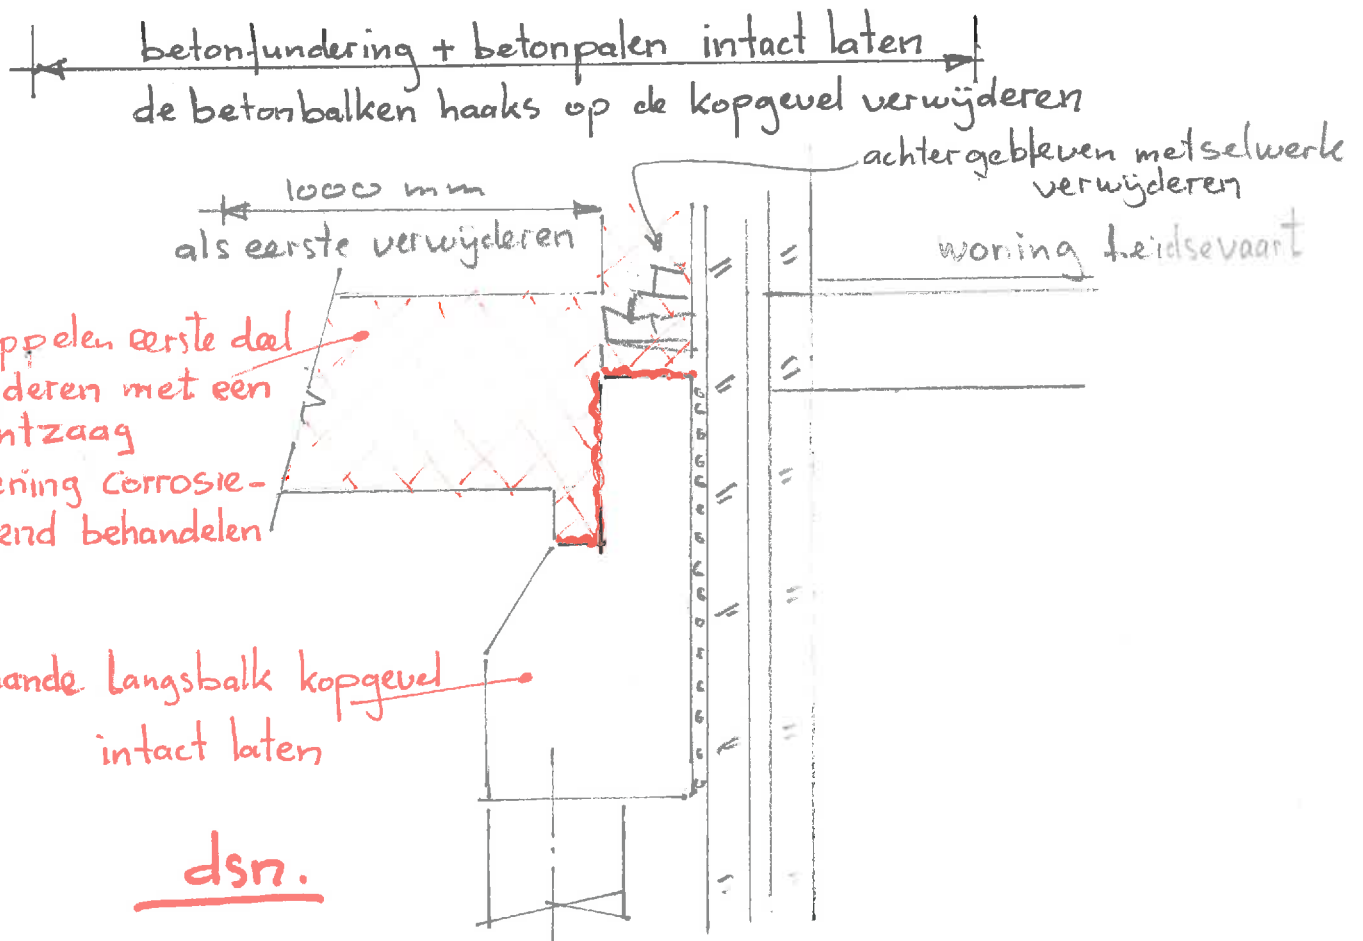 betonfundering + betonpalen intact laten
de betonbalken haaks op de kopgevel verwijderen
achtergebleven metselwerk
verwijderen
1000 mm
als eerste verwijderen
woning Leidsevaart
ppelen eerste deel
deren met een
ntzaag
ening corrosie-
end behandelen
aande langsbalk kopgevel
intact laten
dsn.